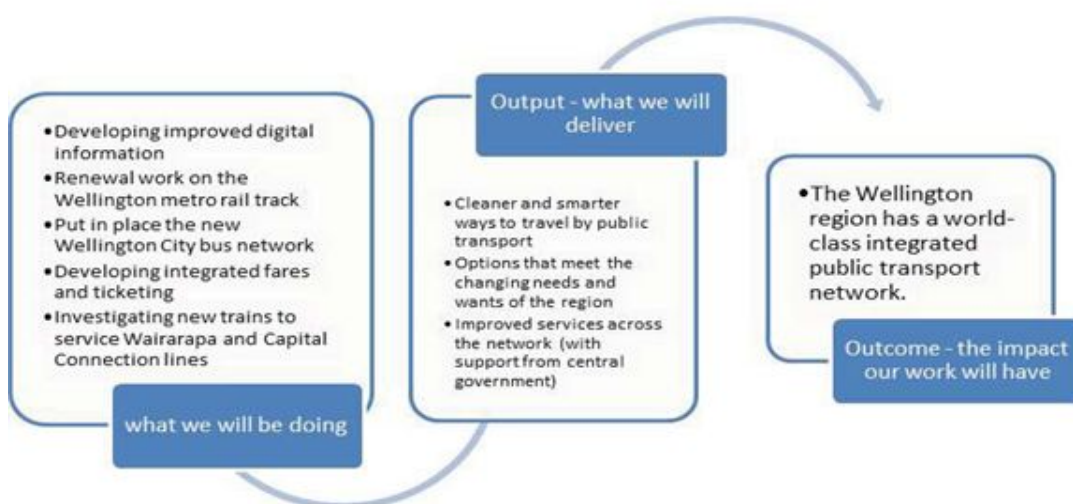 •Developing improved digital
information
•Renewal work on the
Wellington metro rail track
•Put in place the new
Wellington City bus network
•Developing integrated fares
and ticketing
•Investigating new trains to
service Wairarapa and Capital
Connection lines
what we will be doing
Output - what we will
deliver
•Cleaner and smarter
ways to travel by public
transport
•Options that meet the
changing needs and
wants of the region
•Improved services across
the network (with
support from central
government)
•The Wellington
region has a world-
class integrated
public transport
network.
Outcome - the impact
our work will have